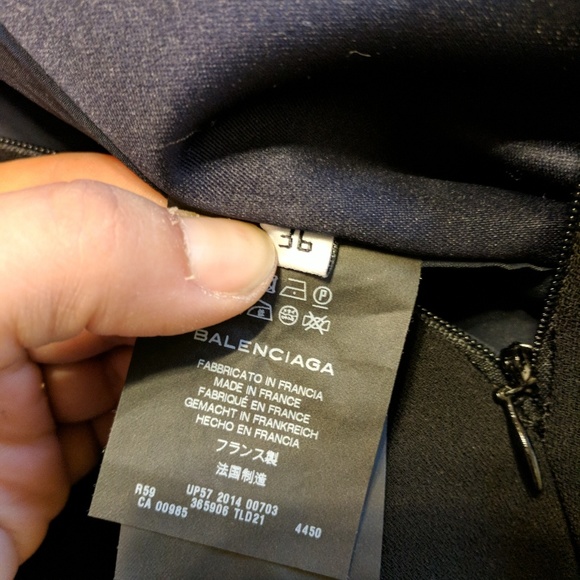 36
P
BALENCIAGA
FABBRICATO IN FRANCIA
MADE IN FRANCE
FABRIQUÉ EN FRANCE
GEMACHT IN FRANKREICH
HECHO EN FRANCIA
フランス製
法国制造
R59 UP57 2014 00703
CA 00985 365906 TLD21 4450